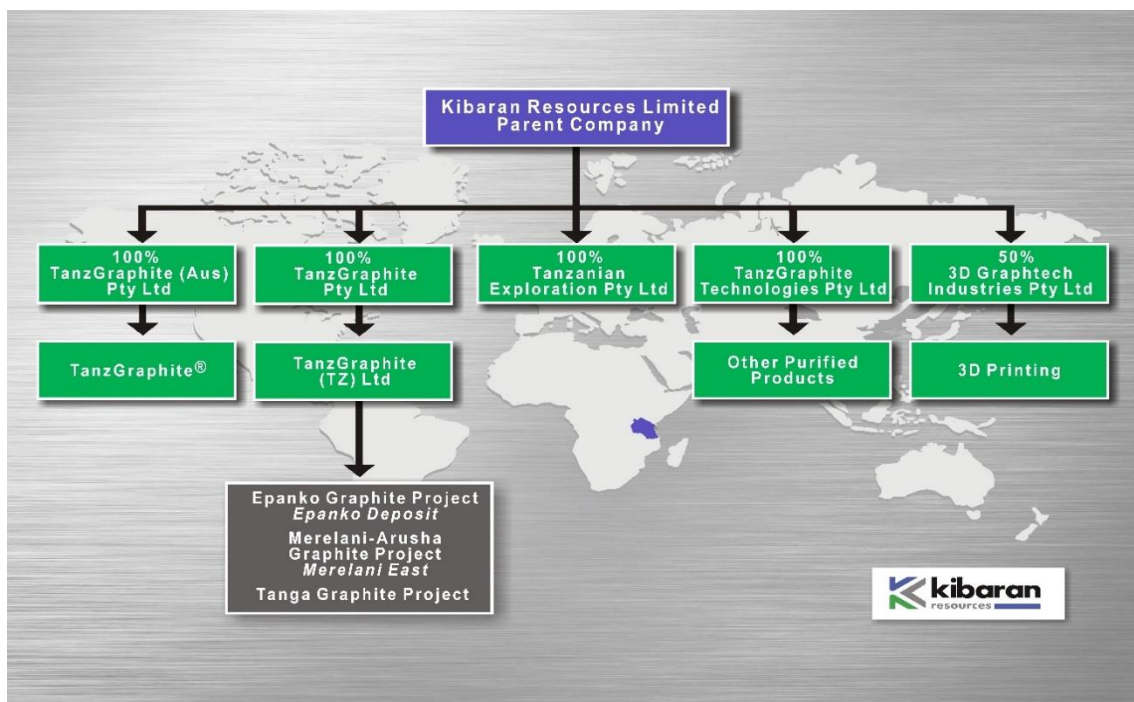 Kibaran Resources Limited
Parent Company
100%
TanzGraphite (Aus)
Pty Ltd
100%
TanzGraphite
Pty Ltd
100%
Tanzanian
Exploration Pty Ltd
100%
TanzGraphite
Technologies Pty Ltd
50%
3D Graphtech
Industries Pty Ltd
TanzGraphite®
TanzGraphite
(TZ) Ltd
Other Purified
Products
3D Printing
Epanko Graphite Project
Epanko Deposit
Merelani-Arusha
Graphite Project
Merelani East
Tanga Graphite Project
kibaran
resources